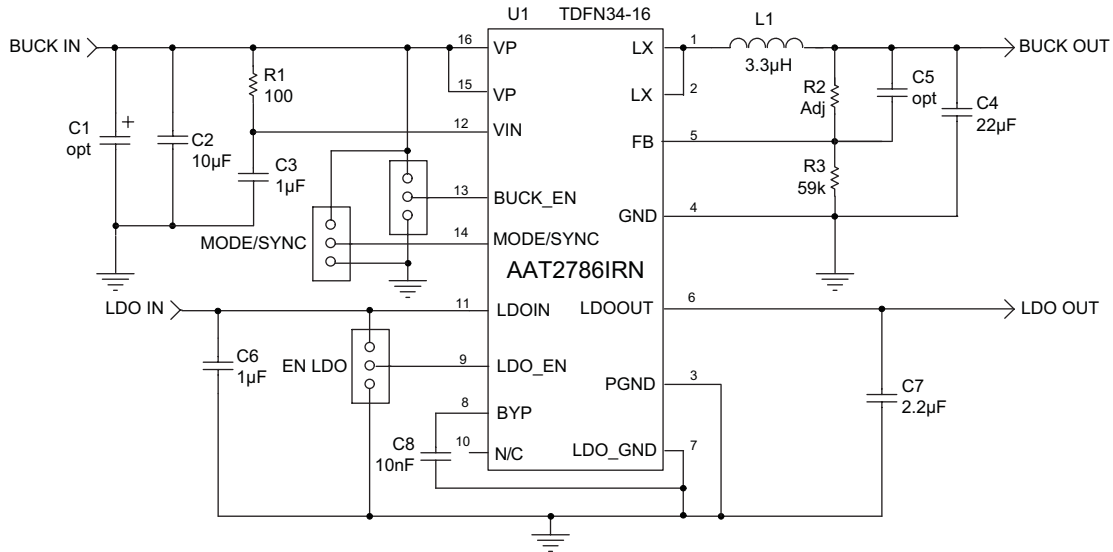 U1 TDFN34-16
BUCK IN
16
VP
LX
1
L1
3.3µH
BUCK OUT
R1
100
15
VP
LX
2
R2
Adj
C5
opt
C4
22µF
C1
opt
+
C2
10µF
12
VIN
FB
5
C3
1µF
R3
59k
13
BUCK_EN
GND
4
MODE/SYNC
14
MODE/SYNC
AAT2786IRN
LDO IN
11
LDOIN
LDOOUT
6
LDO OUT
C6
1µF
EN LDO
9
LDO_EN
PGND
3
C7
2.2µF
8
BYP
C8
10nF
10
N/C
LDO_GND
7